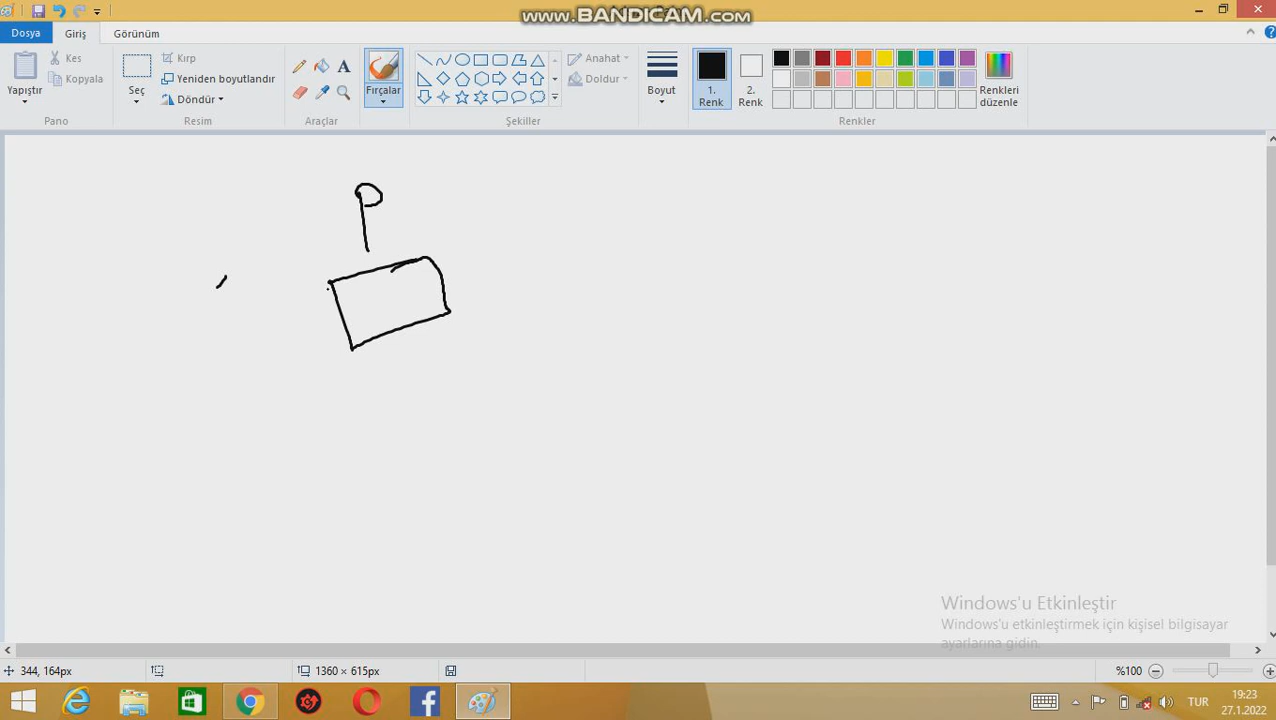 www.BANDICAM.com
Dosya
Giriş
Görünüm
Yapıştır
Kes
Kopyala
Pano
Seç
Kırp
Yeniden boyutlandır
Döndür
Resim
A
Araçlar
Fırçalar
Anahat
Doldur
Şekiller
Boyut
1.
Renk
2.
Renk
Renkleri
düzenle
Renkler
P
Windows'u Etkinleştir
Windows'u etkinleştirmek için kişisel bilgisayar
ayarlarına gidin.
344, 164px
1360 × 615px
%100
TUR
19:23
27.1.2022